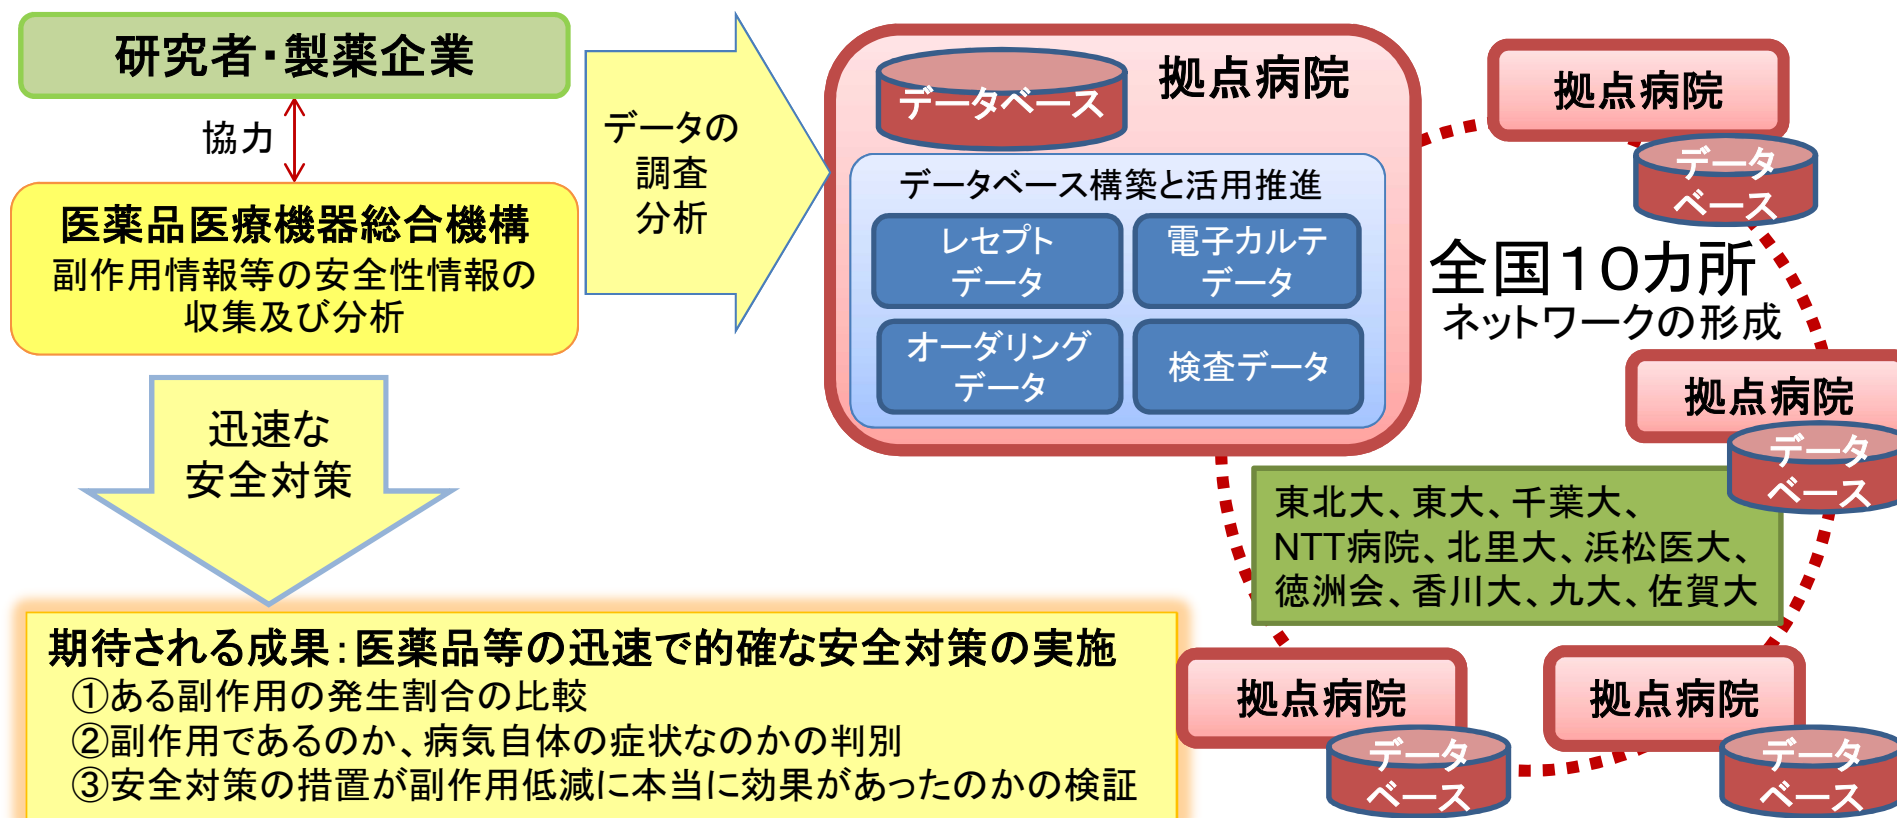 研究者・製薬企業
協力
医薬品医療機器総合機構
副作用情報等の安全性情報の
収集及び分析
データの
調査
分析
迅速な
安全対策
拠点病院
データベース
データベース構築と活用推進
レセプト
データ
電子カルテ
データ
オーダリング
データ
検査データ
拠点病院
データ
ベース
全国10カ所
ネットワークの形成
拠点病院
データ
ベース
東北大、東大、千葉大、
NTT病院、北里大、浜松医大、
徳洲会、香川大、九大、佐賀大
拠点病院
データ
ベース
拠点病院
データ
ベース
期待される成果：医薬品等の迅速で的確な安全対策の実施
①ある副作用の発生割合の比較
②副作用であるのか、病気自体の症状なのかの判別
③安全対策の措置が副作用低減に本当に効果があったのかの検証